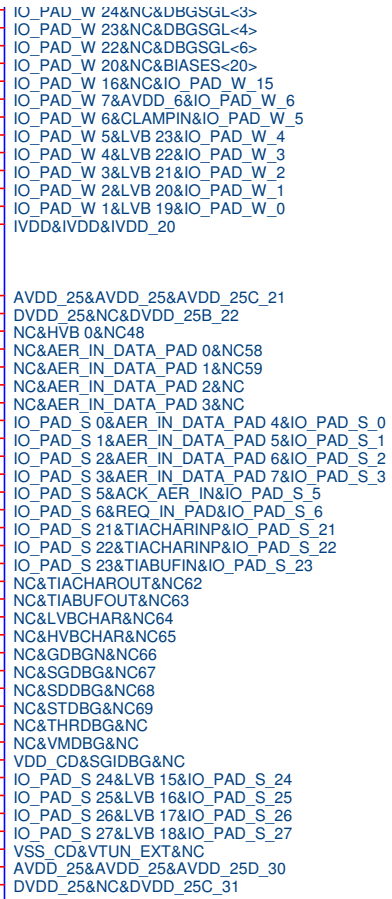 IO_PAD_W 24&NC&DBGSGL<3>
IO_PAD_W 23&NC&DBGSGL<4>
IO_PAD_W 22&NC&DBGSGL<6>
IO_PAD_W 20&NC&BIASES<20>
IO_PAD_W 16&NC&IO_PAD_W_15
IO_PAD_W 7&AVDD_6&IO_PAD_W_6
IO_PAD_W 6&CLAMPIN&IO_PAD_W_5
IO_PAD_W 5&LVB 23&IO_PAD_W_4
IO_PAD_W 4&LVB 22&IO_PAD_W_3
IO_PAD_W 3&LVB 21&IO_PAD_W_2
IO_PAD_W 2&LVB 20&IO_PAD_W_1
IO_PAD_W 1&LVB 19&IO_PAD_W_0
IVDD&IVDD&IVDD_20
AVDD_25&AVDD_25&AVDD_25C_21
DVDD_25&NC&DVDD_25B_22
NC&HVB 0&NC48
NC&AER_IN_DATA_PAD 0&NC58
NC&AER_IN_DATA_PAD 1&NC59
NC&AER_IN_DATA_PAD 2&NC
NC&AER_IN_DATA_PAD 3&NC
IO_PAD_S 0&AER_IN_DATA_PAD 4&IO_PAD_S_0
IO_PAD_S 1&AER_IN_DATA_PAD 5&IO_PAD_S_1
IO_PAD_S 2&AER_IN_DATA_PAD 6&IO_PAD_S_2
IO_PAD_S 3&AER_IN_DATA_PAD 7&IO_PAD_S_3
IO_PAD_S 5&ACK_AER_IN&IO_PAD_S_5
IO_PAD_S 6&REQ_IN_PAD&IO_PAD_S_6
IO_PAD_S 21&TIACHARINP&IO_PAD_S_21
IO_PAD_S 22&TIACHARINP&IO_PAD_S_22
IO_PAD_S 23&TIABUFIN&IO_PAD_S_23
NC&TIACHAROUT&NC62
NC&TIABUFOUT&NC63
NC&LVBCHAR&NC64
NC&HVBCHAR&NC65
NC&GDBGN&NC66
NC&SGDBG&NC67
NC&SDDBG&NC68
NC&STDBG&NC69
NC&THRDBG&NC
NC&VMDBG&NC
VDD_CD&SGIDBG&NC
IO_PAD_S 24&LVB 15&IO_PAD_S_24
IO_PAD_S 25&LVB 16&IO_PAD_S_25
IO_PAD_S 26&LVB 17&IO_PAD_S_26
IO_PAD_S 27&LVB 18&IO_PAD_S_27
VSS_CD&VTUN_EXT&NC
AVDD_25&AVDD_25&AVDD_25D_30
DVDD_25&NC&DVDD_25C_31